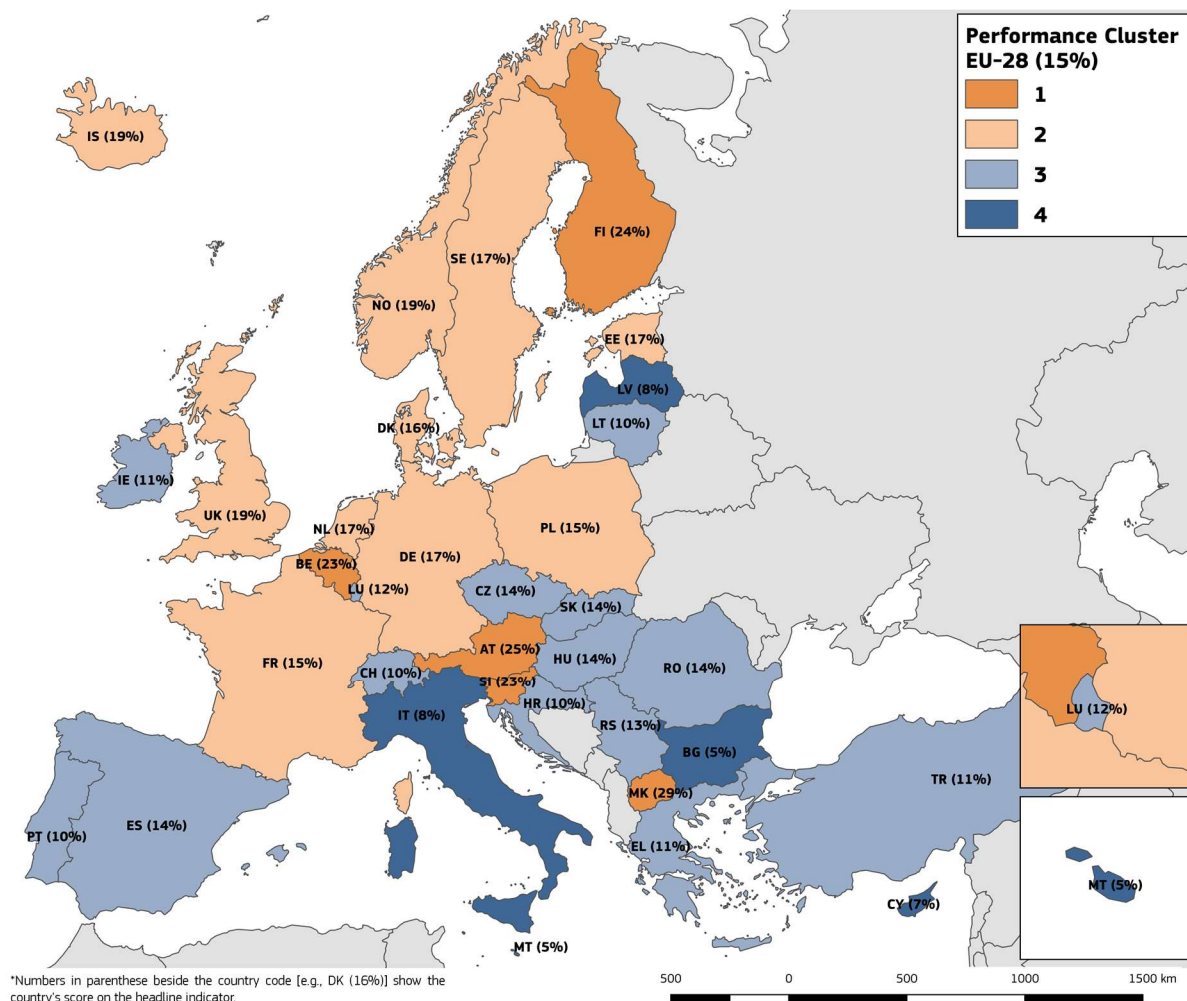 Performance Cluster
EU-28 (15%)
1
2
3
4
IS (19%)
FI (24%)
SE (17%)
NO (19%)
EE (17%)
LV (8%)
LT (10%)
DK (16%)
IE (11%)
UK (19%)
NL (17%)
PL (15%)
DE (17%)
BE (23%)
LU (12%)
CZ (14%)
SK (14%)
AT (25%)
FR (15%)
HU (14%)
RO (14%)
CH (10%)
SI (23%)
HR (10%)
IT (8%)
RS (13%)
LU (12%)
BG (5%)
TR (11%)
MK (29%)
ES (14%)
PT (10%)
EL (11%)
MT (5%)
CY (7%)
MT (5%)
*Numbers in parenthese beside the country code [e.g., DK (16%)] show the
country's score on the headline indicator.
500 0 500 1000 1500 km